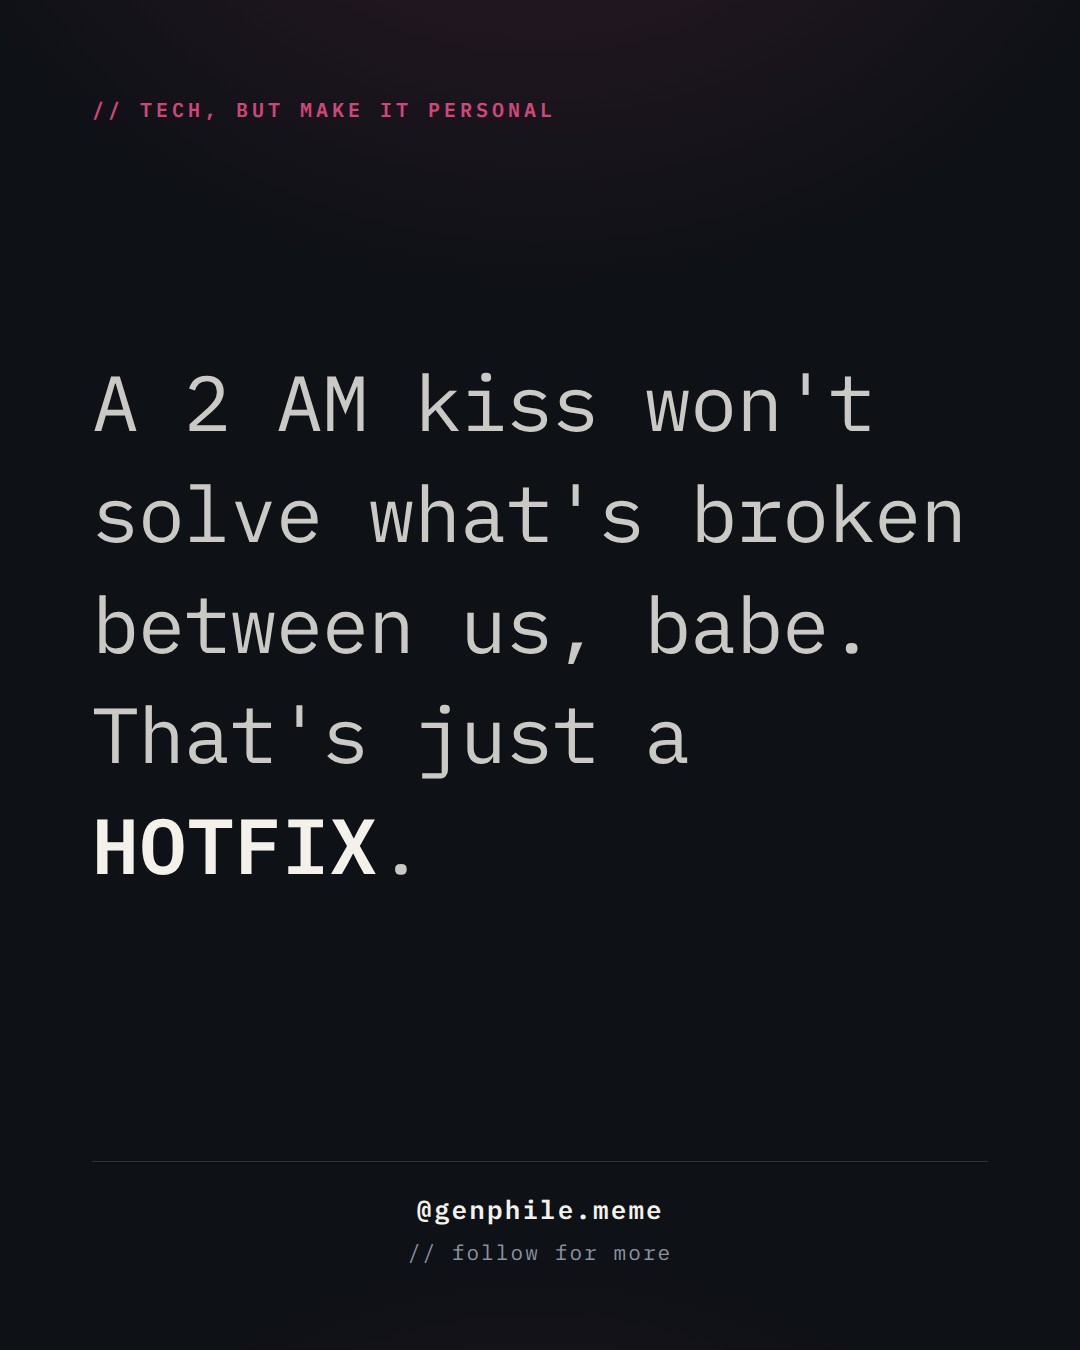 // TECH, BUT MAKE IT PERSONAL
A 2 AM kiss won't
solve what's broken
between us, babe.
That's just a
HOTFIX.
@genphile.meme
// follow for more